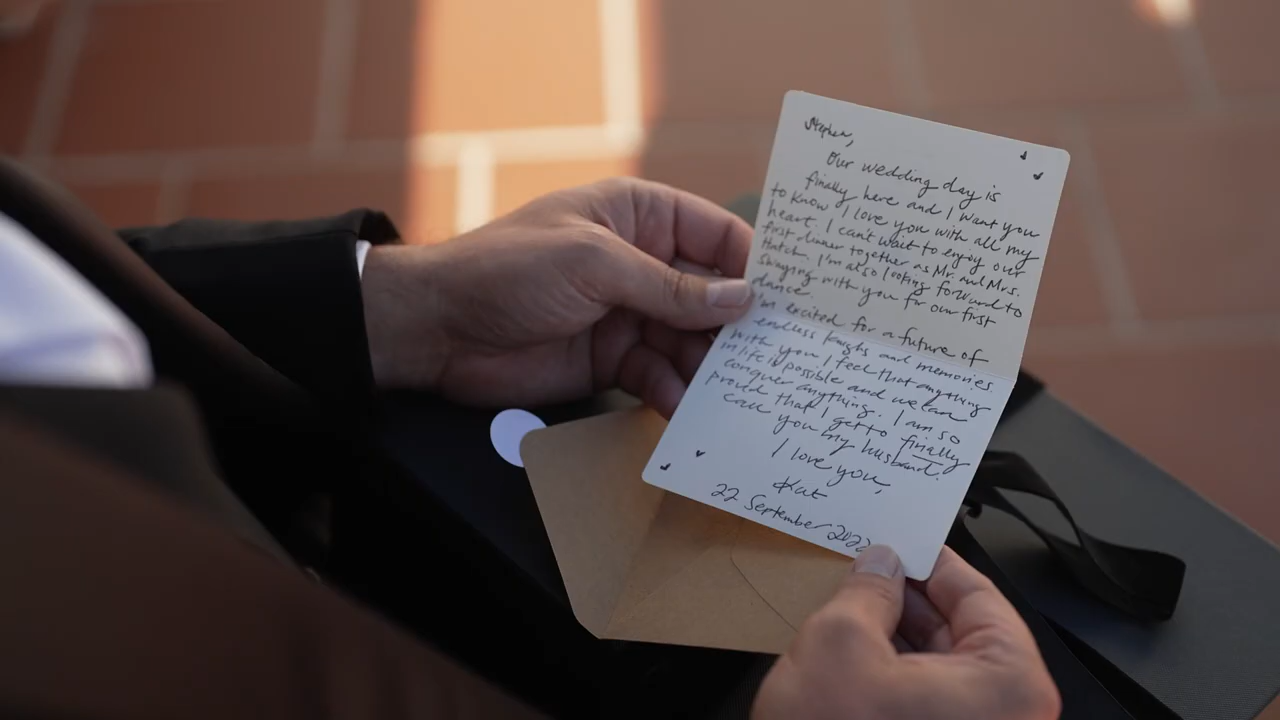 Stephen,
Our wedding day is
finally here and I want you
to know I love you with all my
heart. I can't wait to enjoy our
first dinner together as Mr. and Mrs.
Hatch. I'm also looking forward to
swinging with you for our first
dance.
I'm excited for a future of
endless laughs and memories
with you. I feel that anything
in life is possible and we can
conquer anything. I am so
proud that I get to finally
call you my husband.
I love you,
Kat
22 September 2022